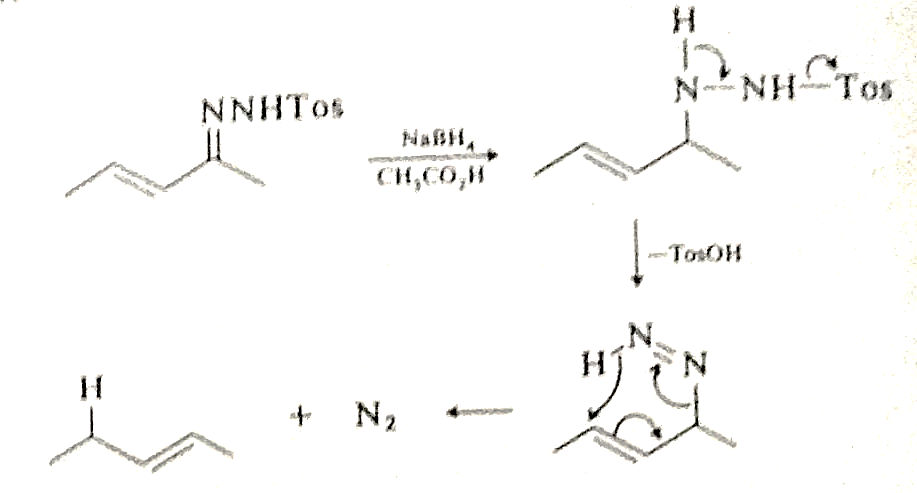 H
N—NH—Tos
NNHTos
NaBH₄
CH₃CO₂H
—TosOH
N
H N
H
+ N₂